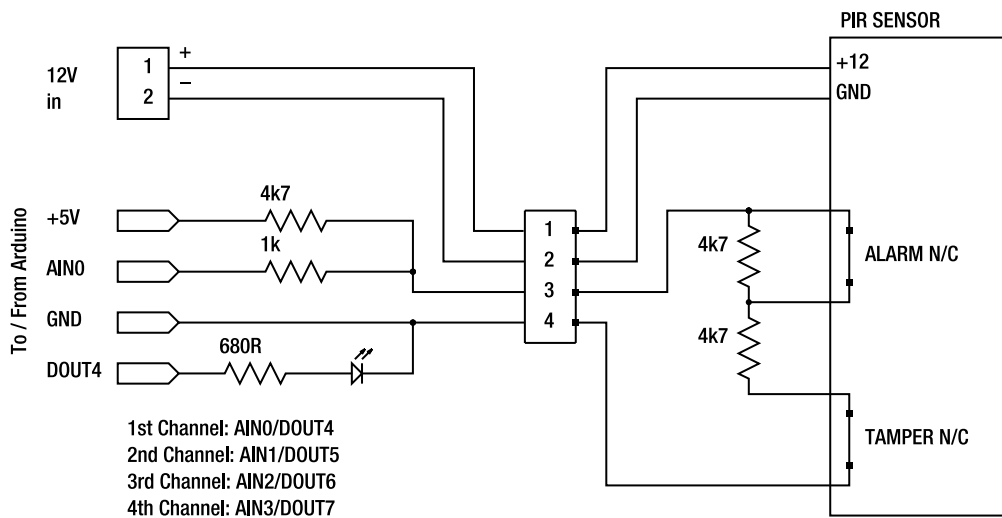 PIR SENSOR
12V
in
1
2
+
–
+12
GND
To / From Arduino
+5V
4k7
AIN0
1k
GND
DOUT4
680R
1
2
3
4
4k7
4k7
ALARM N/C
TAMPER N/C
1st Channel: AIN0/DOUT4
2nd Channel: AIN1/DOUT5
3rd Channel: AIN2/DOUT6
4th Channel: AIN3/DOUT7